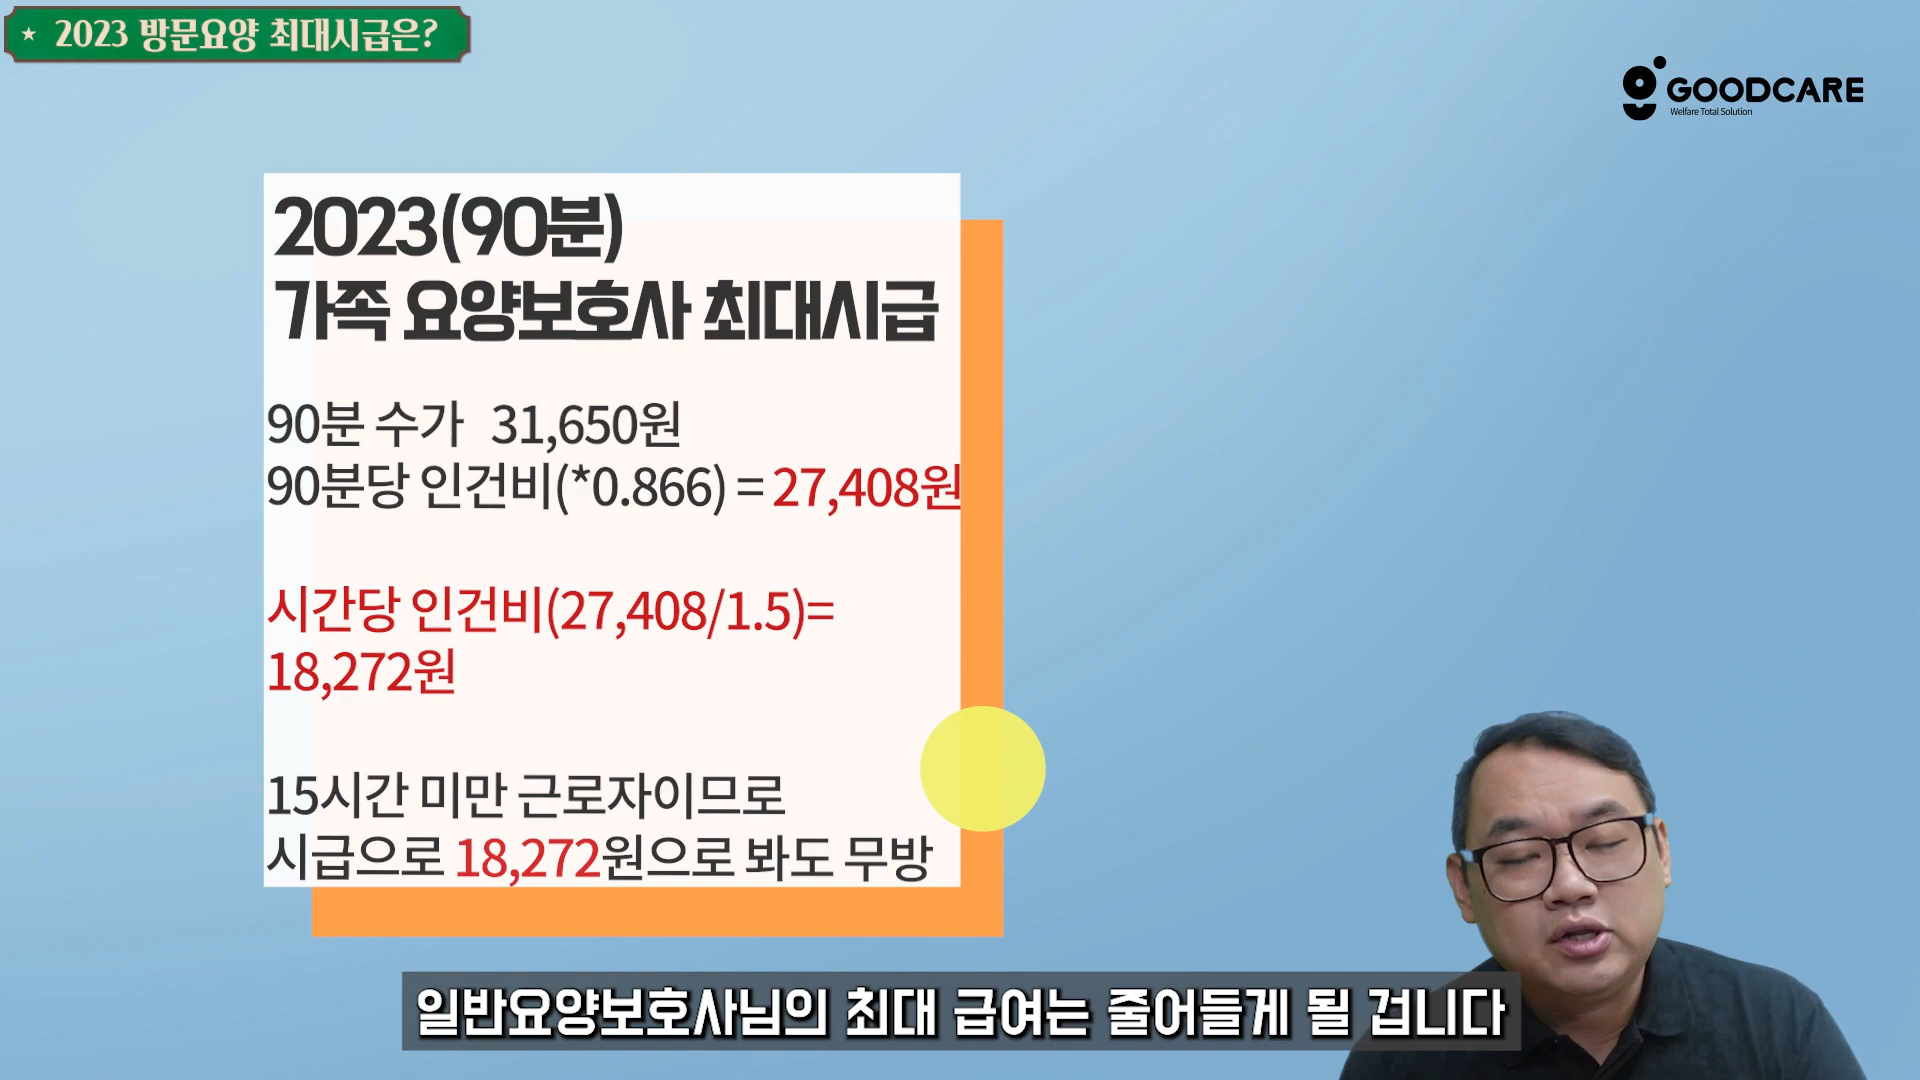 ★ 2023 방문요양 최대시급은?
GOODCARE
Welfare Total Solution
2023(90분)
가족 요양보호사 최대시급
90분 수가 31,650원
90분당 인건비(*0.866) = 27,408원
시간당 인건비(27,408/1.5)=
18,272원
15시간 미만 근로자이므로
시급으로 18,272원으로 봐도 무방
일반요양보호사님의 최대 급여는 줄어들게 될 겁니다